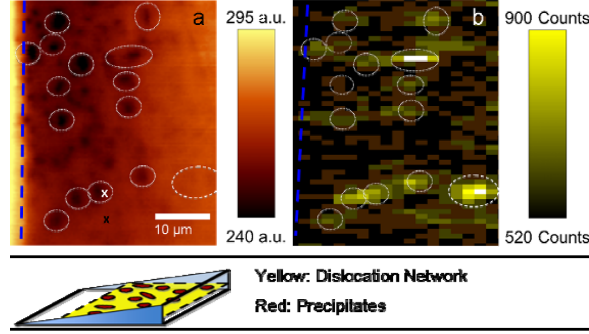 295 a.u.
a
x
x
10 µm
240 a.u.
b
900 Counts
520 Counts
Yellow: Dislocation Network
Red: Precipitates